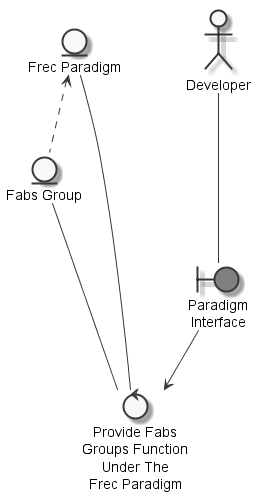 Frec Paradigm
Developer
Fabs Group
Paradigm
Interface
Provide Fabs
Groups Function
Under The
Frec Paradigm